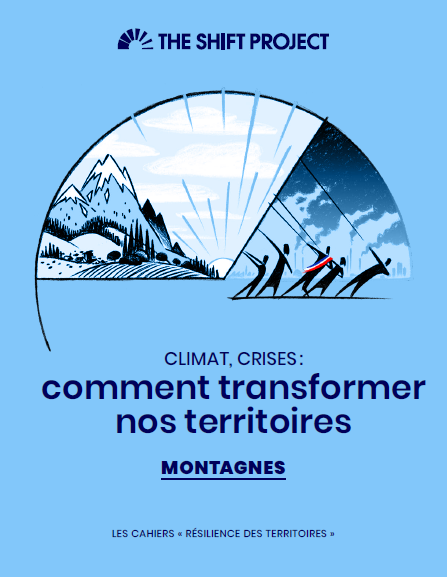 THE SHIFT PROJECT
CLIMAT, CRISES :
comment transformer
nos territoires
MONTAGNES
LES CAHIERS « RÉSILIENCE DES TERRITOIRES »